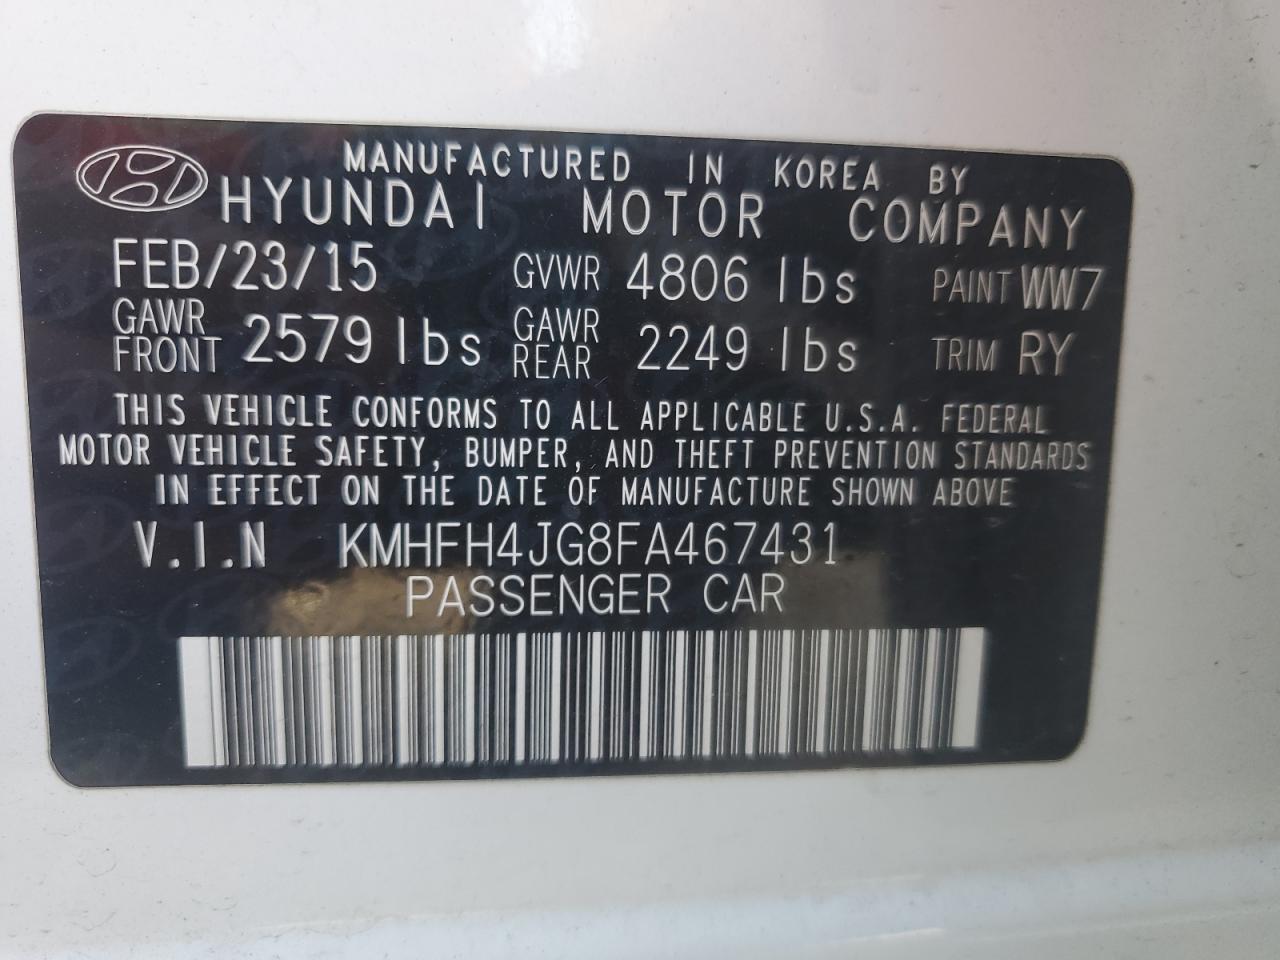 MANUFACTURED IN KOREA BY
HYUNDAI MOTOR COMPANY
FEB/23/15 GVWR 4806 lbs PAINT WW7
GAWR FRONT 2579 lbs GAWR REAR 2249 lbs TRIM RY
THIS VEHICLE CONFORMS TO ALL APPLICABLE U.S.A. FEDERAL
MOTOR VEHICLE SAFETY, BUMPER, AND THEFT PREVENTION STANDARDS
IN EFFECT ON THE DATE OF MANUFACTURE SHOWN ABOVE
V.I.N KMHFH4JG8FA467431
PASSENGER CAR